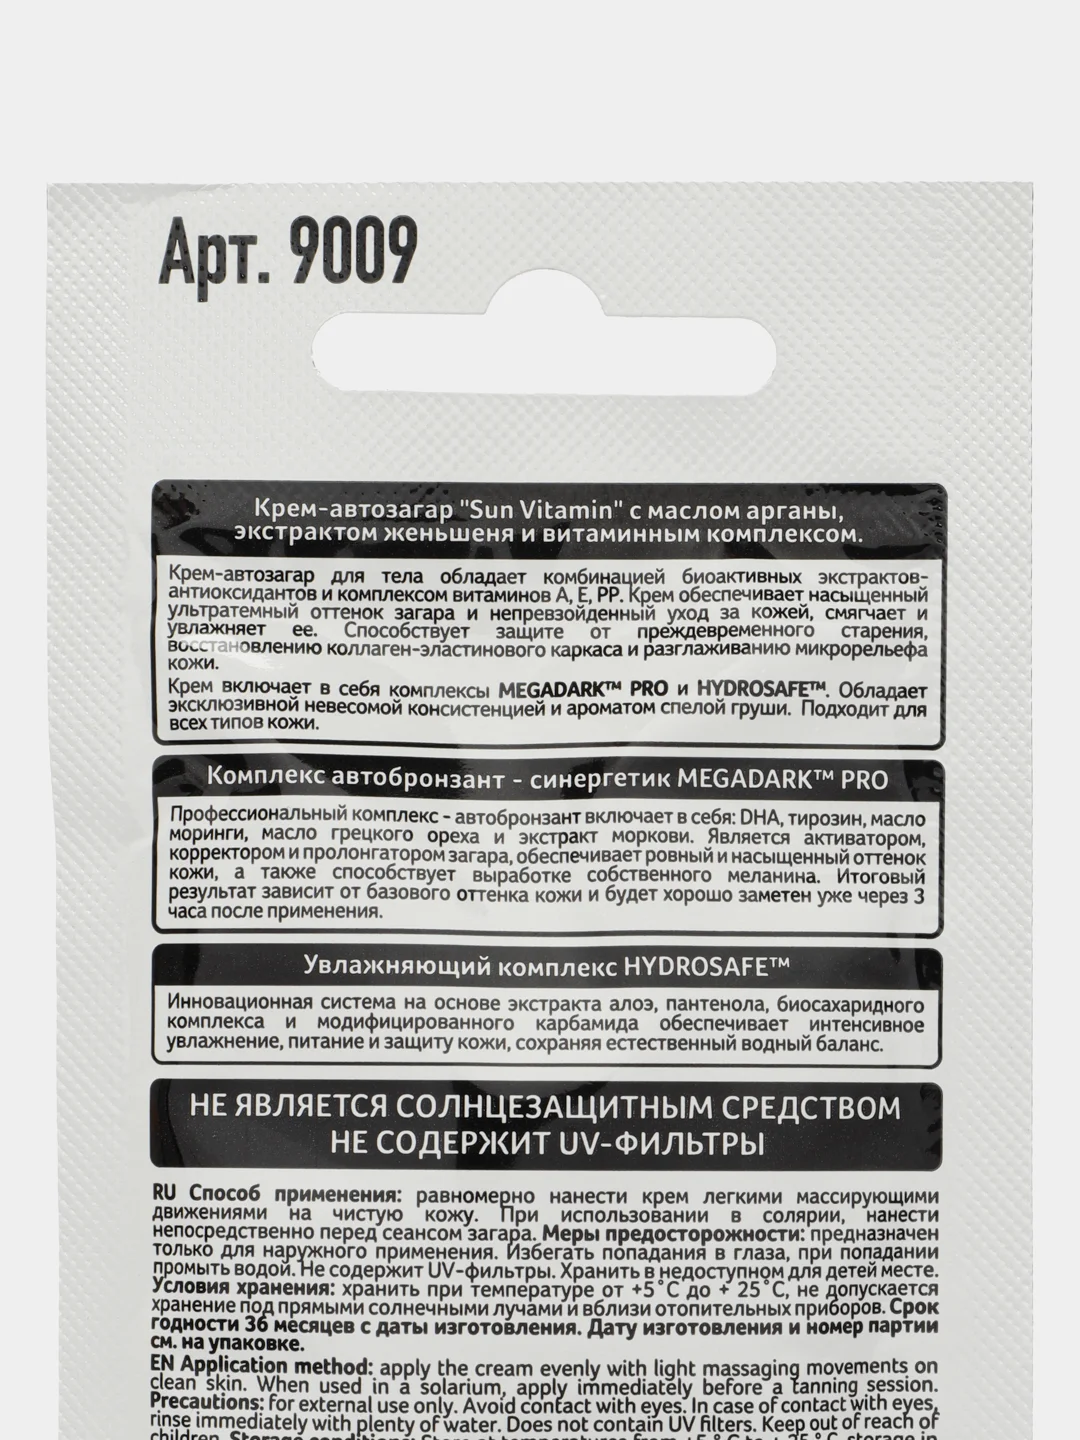 Арт. 9009
Крем-автозагар "Sun Vitamin" с маслом арганы,
экстрактом женьшеня и витаминным комплексом.
Крем-автозагар для тела обладает комбинацией биоактивных экстрактов-
антиоксидантов и комплексом витаминов А, Е, РР. Крем обеспечивает насыщенный
ультратемный оттенок загара и непревзойденный уход за кожей, смягчает и
увлажняет ее. Способствует защите от преждевременного старения,
восстановлению коллаген-эластинового каркаса и разглаживанию микрорельефа
кожи.
Крем включает в себя комплексы MEGADARK™ PRO и HYDROSAFE™. Обладает
эксклюзивной невесомой консистенцией и ароматом спелой груши. Подходит для
всех типов кожи.
Комплекс автобронзант - синергетик MEGADARK™ PRO
Профессиональный комплекс - автобронзант включает в себя: DHA, тирозин, масло
моринги, масло грецкого ореха и экстракт моркови. Является активатором,
корректором и пролонгатором загара, обеспечивает ровный и насыщенный оттенок
кожи, а также способствует выработке собственного меланина. Итоговый
результат зависит от базового оттенка кожи и будет хорошо заметен уже через 3
часа после применения.
Увлажняющий комплекс HYDROSAFE™
Инновационная система на основе экстракта алоэ, пантенола, биосахаридного
комплекса и модифицированного карбамида обеспечивает интенсивное
увлажнение, питание и защиту кожи, сохраняя естественный водный баланс.
НЕ ЯВЛЯЕТСЯ СОЛНЦЕЗАЩИТНЫМ СРЕДСТВОМ
НЕ СОДЕРЖИТ UV-ФИЛЬТРЫ
RU Способ применения: равномерно нанести крем легкими массирующими
движениями на чистую кожу. При использовании в солярии, нанести
непосредственно перед сеансом загара. Меры предосторожности: предназначен
только для наружного применения. Избегать попадания в глаза, при попадании
промыть водой. Не содержит UV-фильтры. Хранить в недоступном для детей месте.
Условия хранения: хранить при температуре от +5°С до + 25°С, не допускается
хранение под прямыми солнечными лучами и вблизи отопительных приборов. Срок
годности 36 месяцев с даты изготовления. Дату изготовления и номер партии
см. на упаковке.
EN Application method: apply the cream evenly with light massaging movements on
clean skin. When used in a solarium, apply immediately before a tanning session.
Precautions: for external use only. Avoid contact with eyes. In case of contact with eyes,
rinse immediately with plenty of water. Does not contain UV filters. Keep out of reach of
children. Storage conditions: Store at temperatures from +5°C to + 25°C, storage in